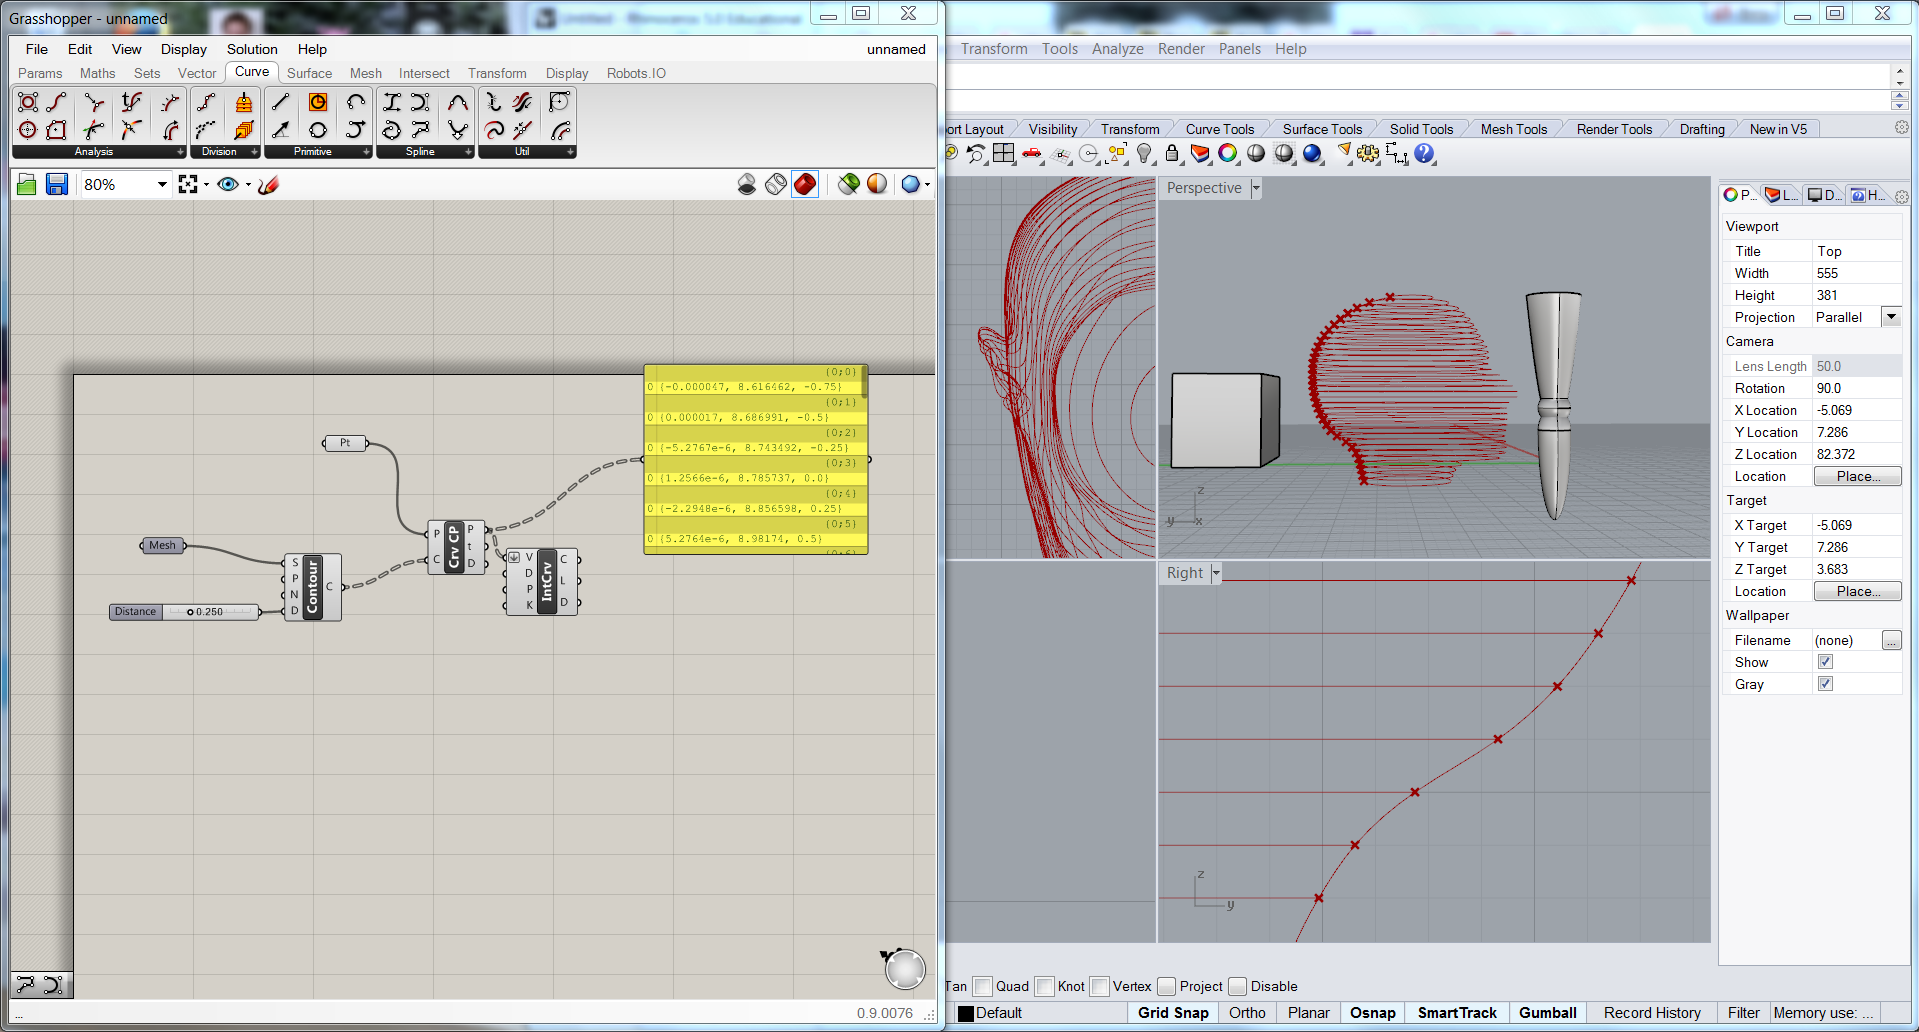 Grasshopper - unnamed
File Edit View Display Solution Help unnamed
Params Maths Sets Vector Curve Surface Mesh Intersect Transform Display Robots.IO
Analysis Division Primitive Spline Util
80%
(0;0)
0 {-0.000047, 8.616462, -0.75}
(0;1)
0 {0.000017, 8.686991, -0.5}
(0;2)
0 {-5.2767e-6, 8.743492, -0.25}
(0;3)
0 {1.2566e-6, 8.785737, 0.0}
(0;4)
0 {-2.2948e-6, 8.856598, 0.25}
(0;5)
0 {5.2764e-6, 8.98174, 0.5}
Pt
Mesh
Distance 0.250
S
P
N
D
Contour
C
P
C
Crv CP
P
t
D
V
D
P
K
IntCrv
C
L
D
...
0.9.0076
Transform Tools Analyze Render Panels Help
ort Layout Visibility Transform Curve Tools Surface Tools Solid Tools Mesh Tools Render Tools Drafting New in V5
Perspective
z
y x
Right
z
y
P... L... D... H...
Viewport
Title Top
Width 555
Height 381
Projection Parallel
Camera
Lens Length 50.0
Rotation 90.0
X Location -5.069
Y Location 7.286
Z Location 82.372
Location Place...
Target
X Target -5.069
Y Target 7.286
Z Target 3.683
Location Place...
Wallpaper
Filename (none) ...
Show
Gray
Tan Quad Knot Vertex Project Disable
Default Grid Snap Ortho Planar Osnap SmartTrack Gumball Record History Filter Memory use: ...